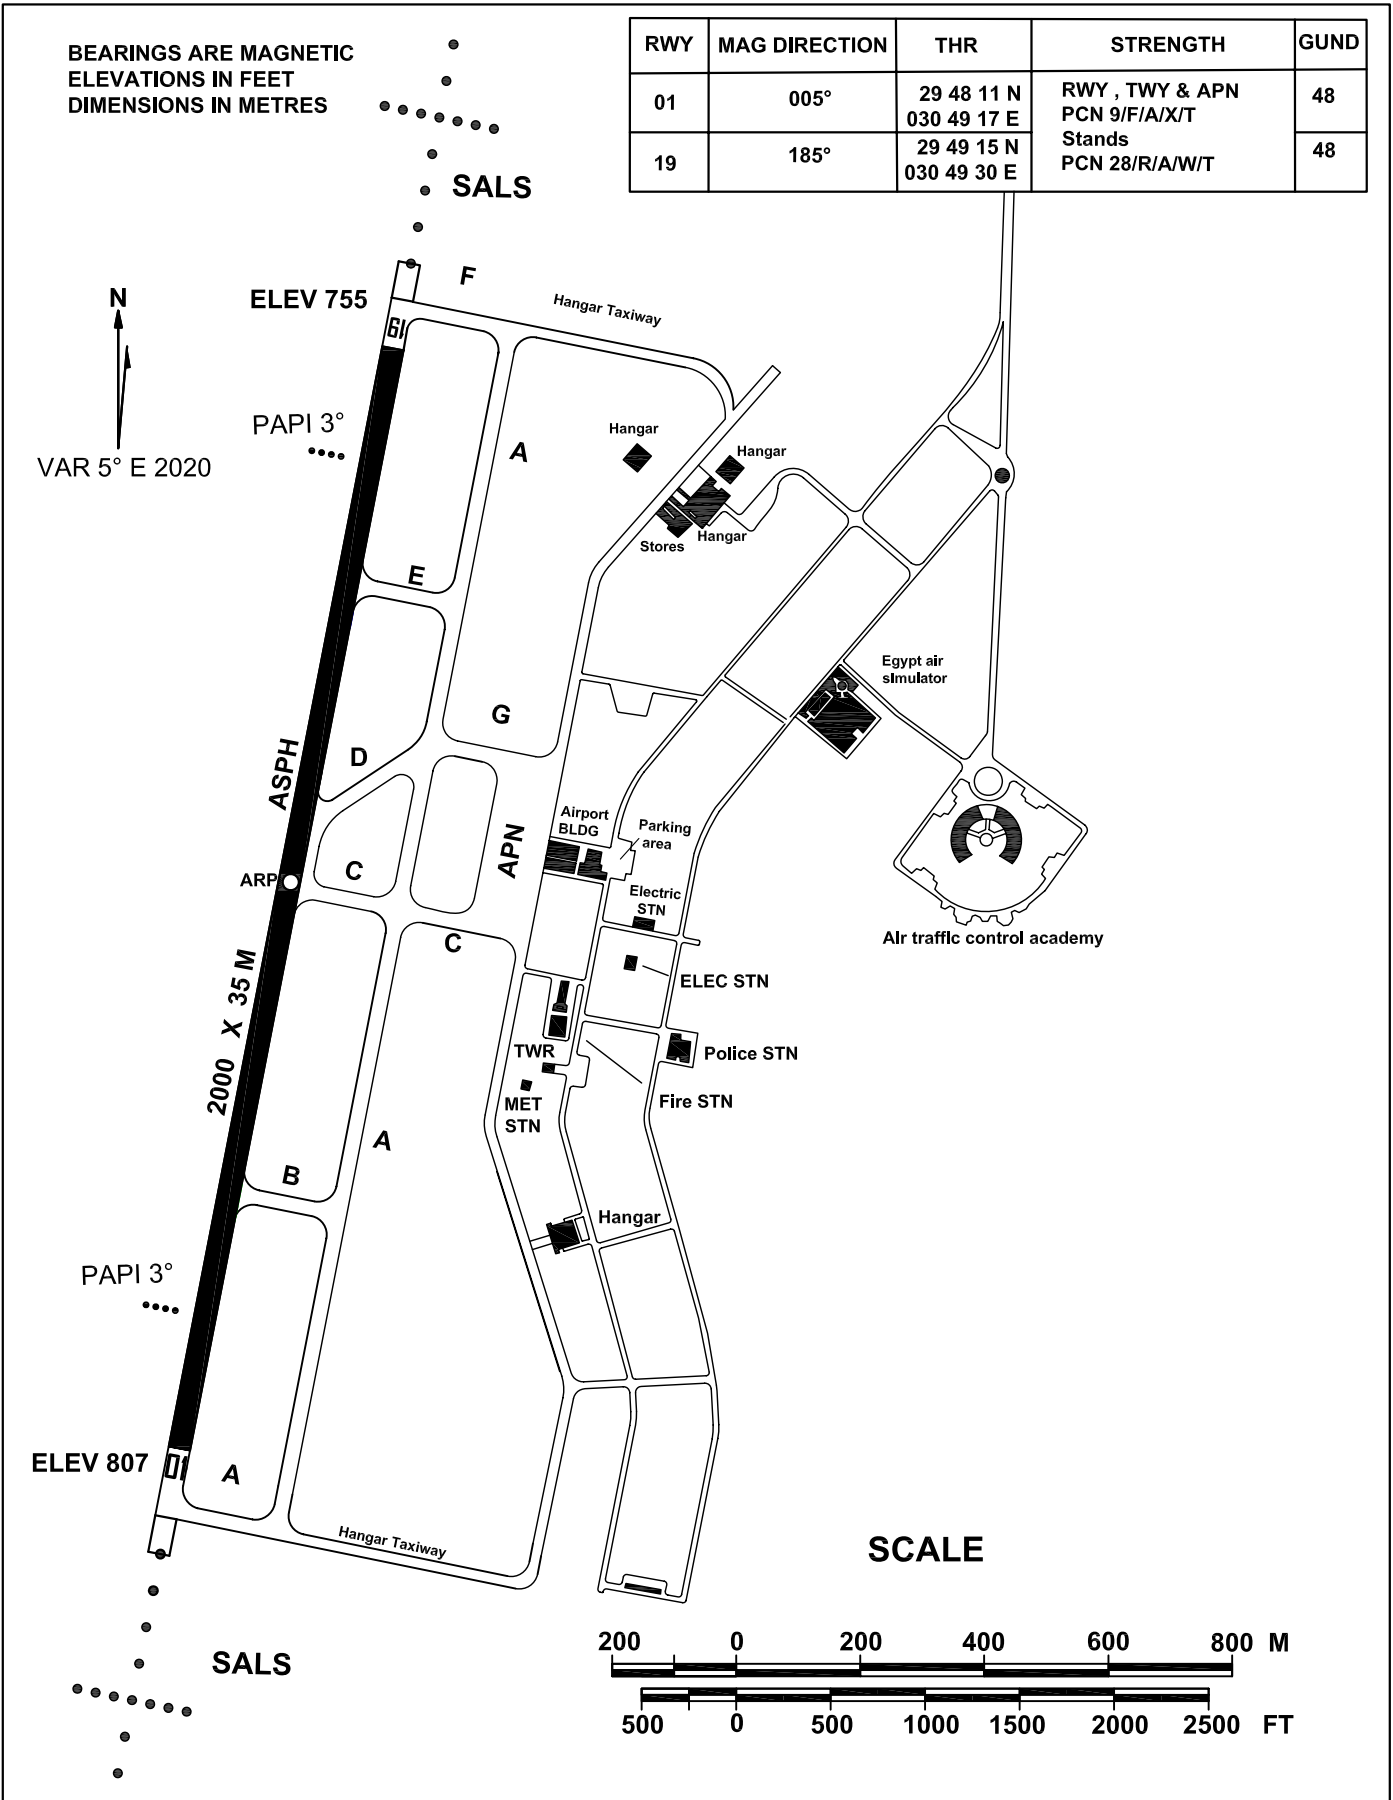 BEARINGS ARE MAGNETIC
ELEVATIONS IN FEET
DIMENSIONS IN METRES
RWY MAG DIRECTION THR STRENGTH GUND
01 005° 29 48 11 N 030 49 17 E RWY , TWY & APN PCN 9/F/A/X/T 48
19 185° 29 49 15 N 030 49 30 E Stands PCN 28/R/A/W/T 48
SALS
F
ELEV 755
Hangar Taxiway
N
19
PAPI 3°
VAR 5° E 2020
A
Hangar
Hangar
Stores
Hangar
E
Egypt air
simulator
G
D
ASPH
Airport
BLDG
Parking
area
APN
ARP
C
Electric
STN
C
Air traffic control academy
2000 X 35 M
ELEC STN
TWR
Police STN
MET
STN
Fire STN
A
B
Hangar
PAPI 3°
ELEV 807
01
A
Hangar Taxiway
SCALE
SALS
200 0 200 400 600 800 M
500 0 500 1000 1500 2000 2500 FT